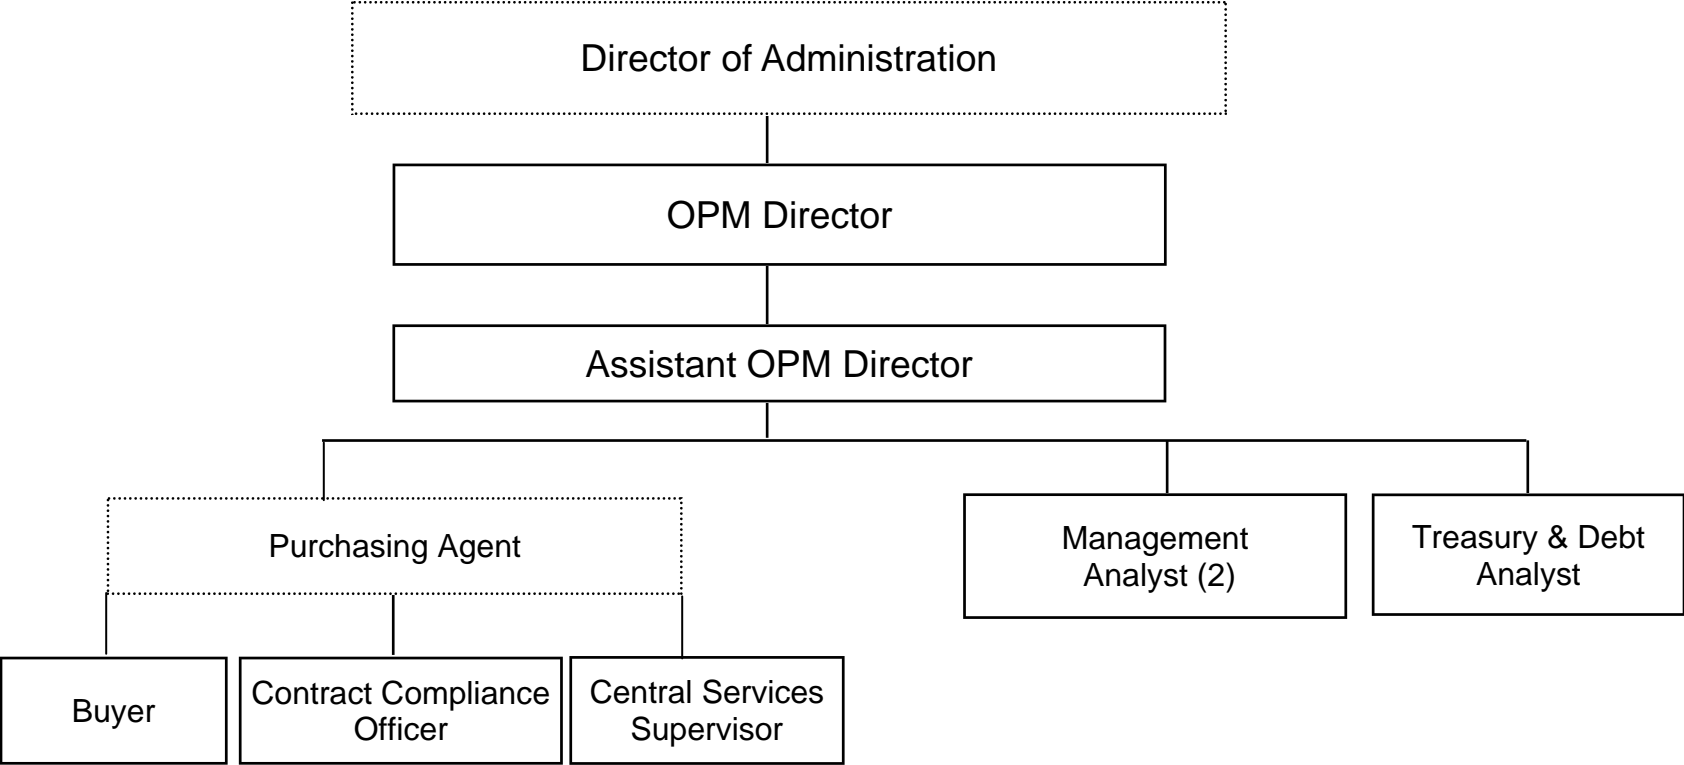 Director of Administration
OPM Director
Assistant OPM Director
Purchasing Agent
Management
Analyst (2)
Treasury & Debt
Analyst
Buyer
Contract Compliance
Officer
Central Services
Supervisor